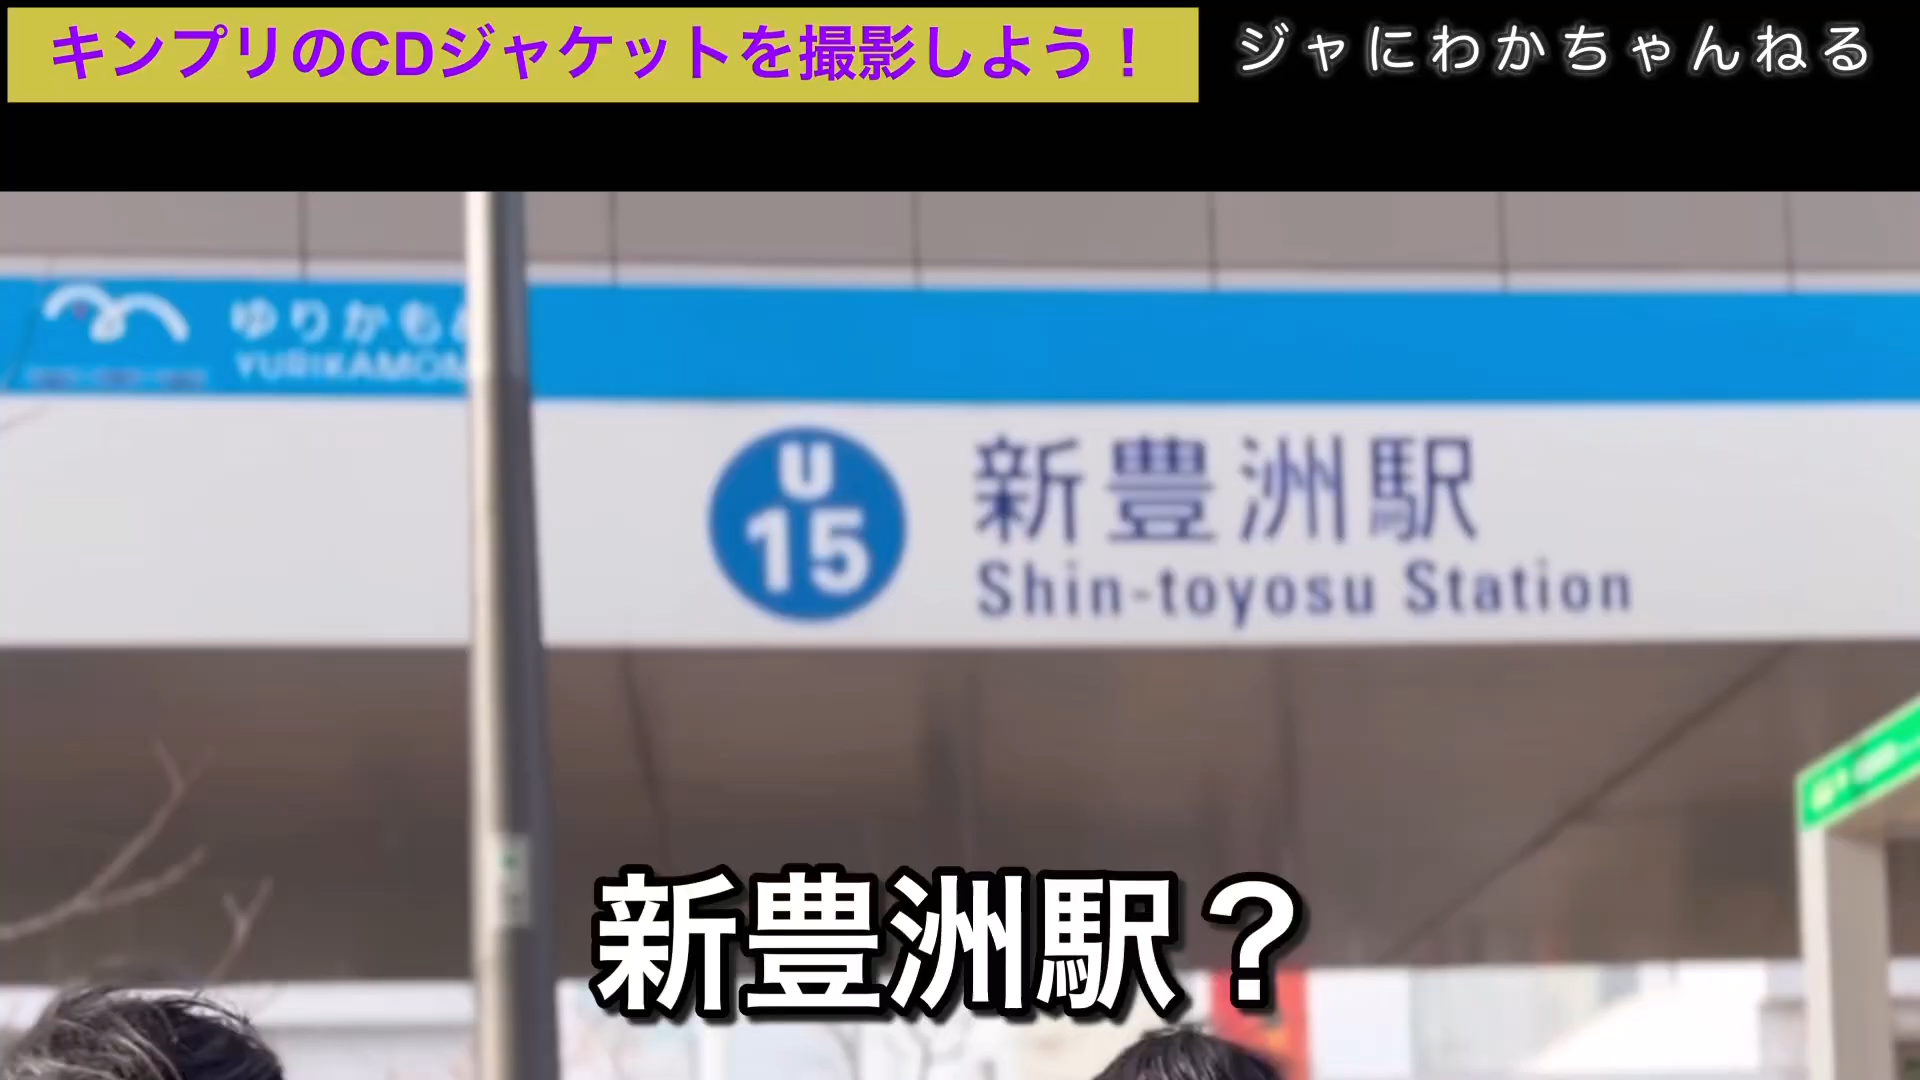 キンプリのCDジャケットを撮影しよう！
ジャにわかちゃんねる
ゆりかも
YURIKAMOM
U
15
新豊洲駅
Shin-toyosu Station
新豊洲駅？